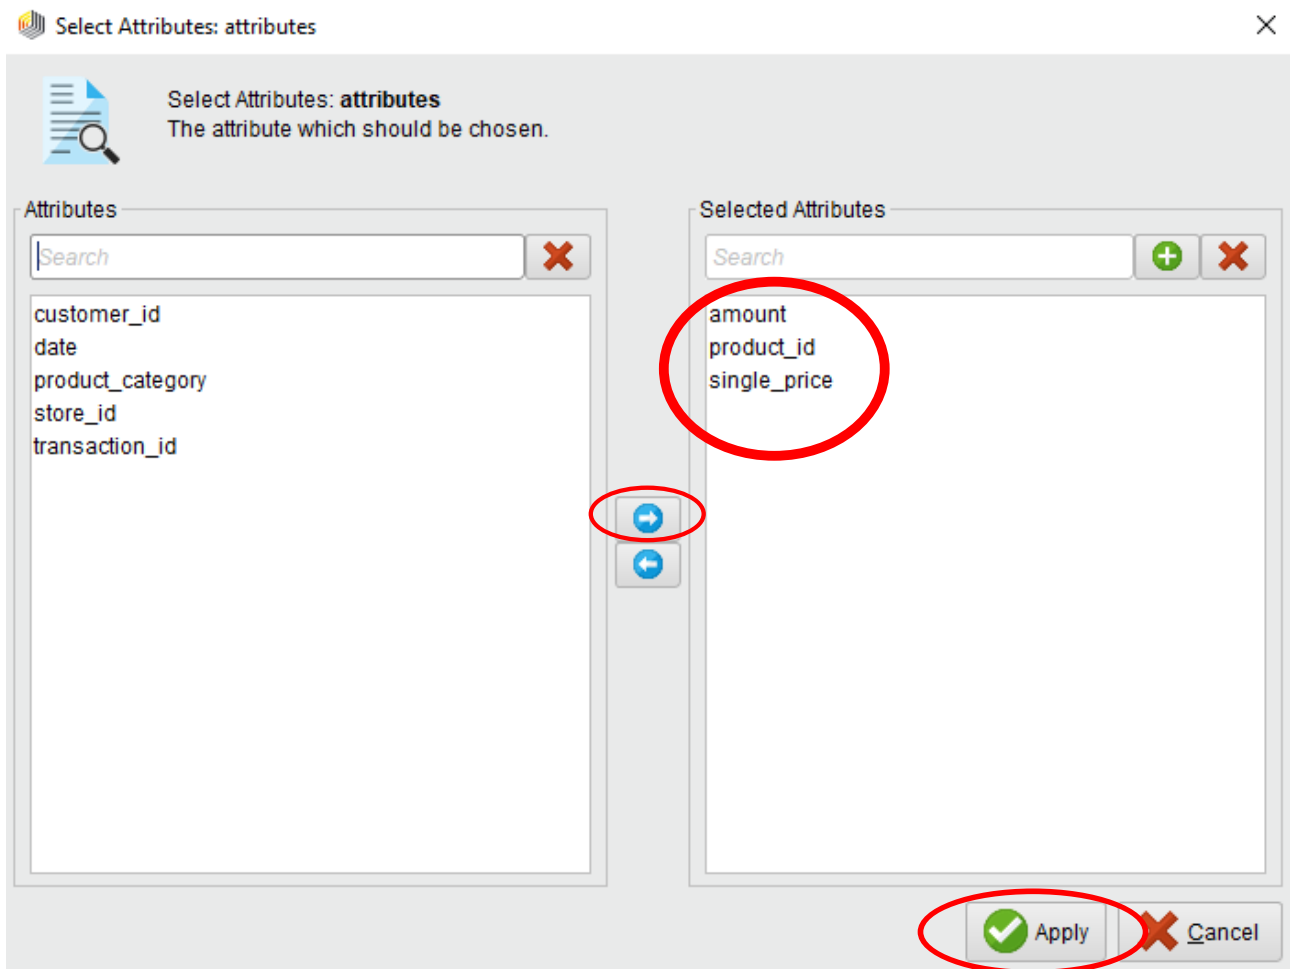 Select Attributes: attributes
Select Attributes: attributes
The attribute which should be chosen.
Attributes
Search
customer_id
date
product_category
store_id
transaction_id
Selected Attributes
Search
amount
product_id
single_price
Apply
Cancel